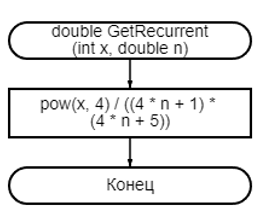 double GetRecurrent
(int x, double n)
pow(x, 4) / ((4 * n + 1) *
(4 * n + 5))
Конец